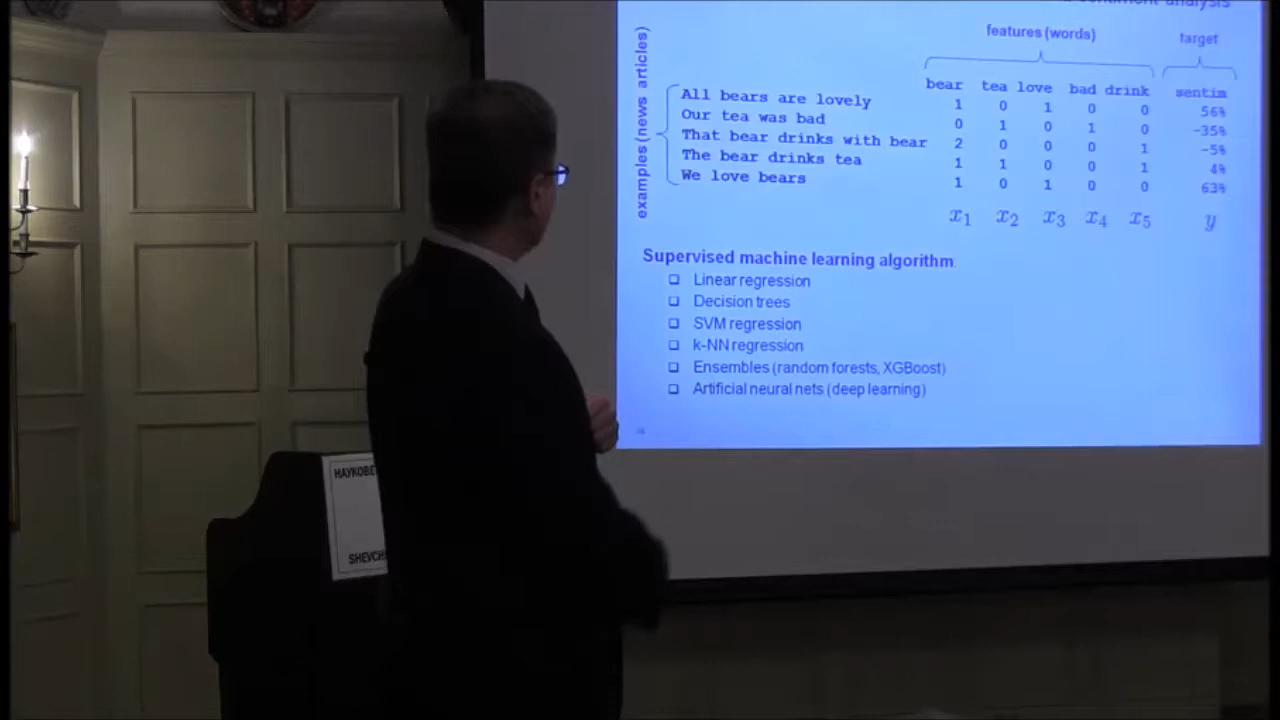 sentiment analysis
features (words) target
examples (news articles)
bear tea love bad drink sentim
All bears are lovely 1 0 1 0 0 56%
Our tea was bad 0 1 0 1 0 -35%
That bear drinks with bear 2 0 0 0 1 -5%
The bear drinks tea 1 1 0 0 1 4%
We love bears 1 0 1 0 0 63%
x1 x2 x3 x4 x5 y
Supervised machine learning algorithm.
Linear regression
Decision trees
SVM regression
k-NN regression
Ensembles (random forests, XGBoost)
Artificial neural nets (deep learning)
НАУКОВЕ
SHEVCH